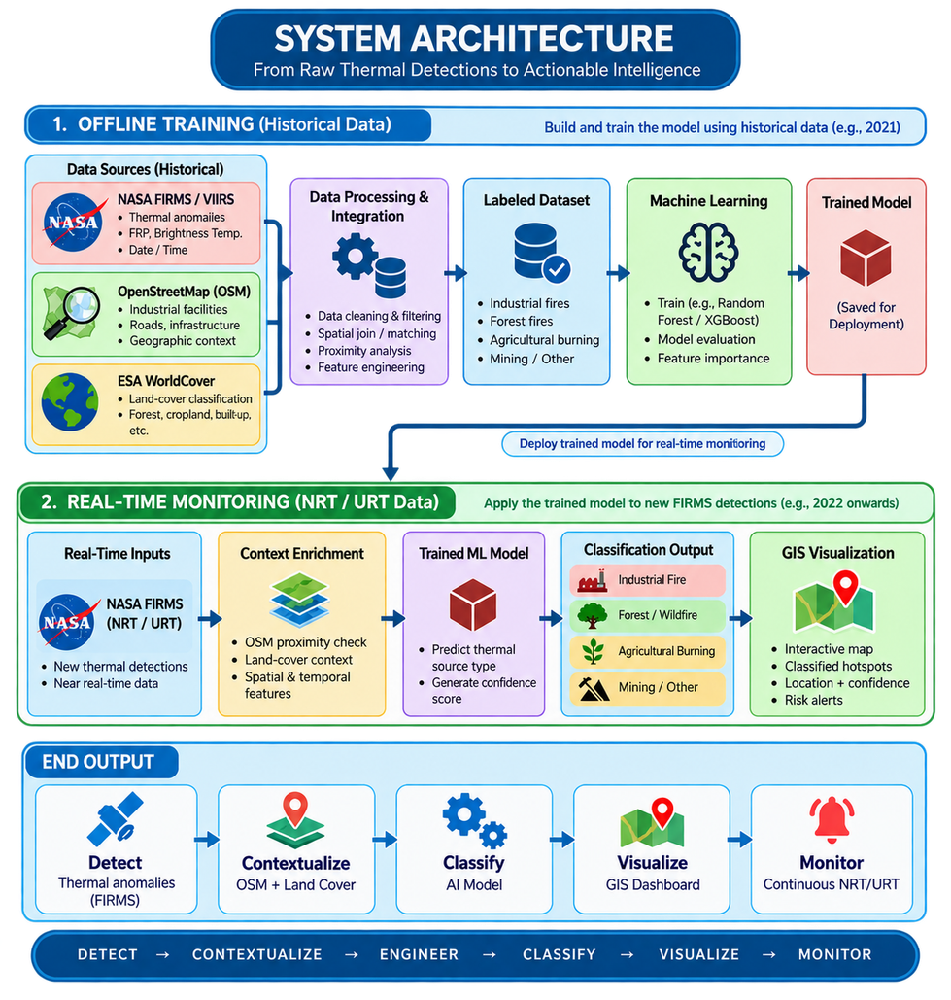 SYSTEM ARCHITECTURE
From Raw Thermal Detections to Actionable Intelligence
1. OFFLINE TRAINING (Historical Data)
Build and train the model using historical data (e.g., 2021)
Data Sources (Historical)
NASA
NASA FIRMS / VIIRS
• Thermal anomalies
• FRP, Brightness Temp.
• Date / Time
OpenStreetMap (OSM)
• Industrial facilities
• Roads, infrastructure
• Geographic context
ESA WorldCover
• Land-cover classification
• Forest, cropland, built-up,
etc.
Data Processing &
Integration
• Data cleaning & filtering
• Spatial join / matching
• Proximity analysis
• Feature engineering
Labeled Dataset
• Industrial fires
• Forest fires
• Agricultural burning
• Mining / Other
Machine Learning
• Train (e.g., Random
Forest / XGBoost)
• Model evaluation
• Feature importance
Trained Model
(Saved for
Deployment)
Deploy trained model for real-time monitoring
2. REAL-TIME MONITORING (NRT / URT Data)
Apply the trained model to new FIRMS detections (e.g., 2022 onwards)
Real-Time Inputs
NASA
NASA FIRMS
(NRT / URT)
• New thermal detections
• Near real-time data
Context Enrichment
• OSM proximity check
• Land-cover context
• Spatial & temporal
features
Trained ML Model
• Predict thermal
source type
• Generate confidence
score
Classification Output
Industrial Fire
Forest / Wildfire
Agricultural Burning
Mining / Other
GIS Visualization
• Interactive map
• Classified hotspots
• Location + confidence
• Risk alerts
END OUTPUT
Detect
Thermal anomalies
(FIRMS)
Contextualize
OSM + Land Cover
Classify
AI Model
Visualize
GIS Dashboard
Monitor
Continuous NRT/URT
DETECT → CONTEXTUALIZE → ENGINEER → CLASSIFY → VISUALIZE → MONITOR